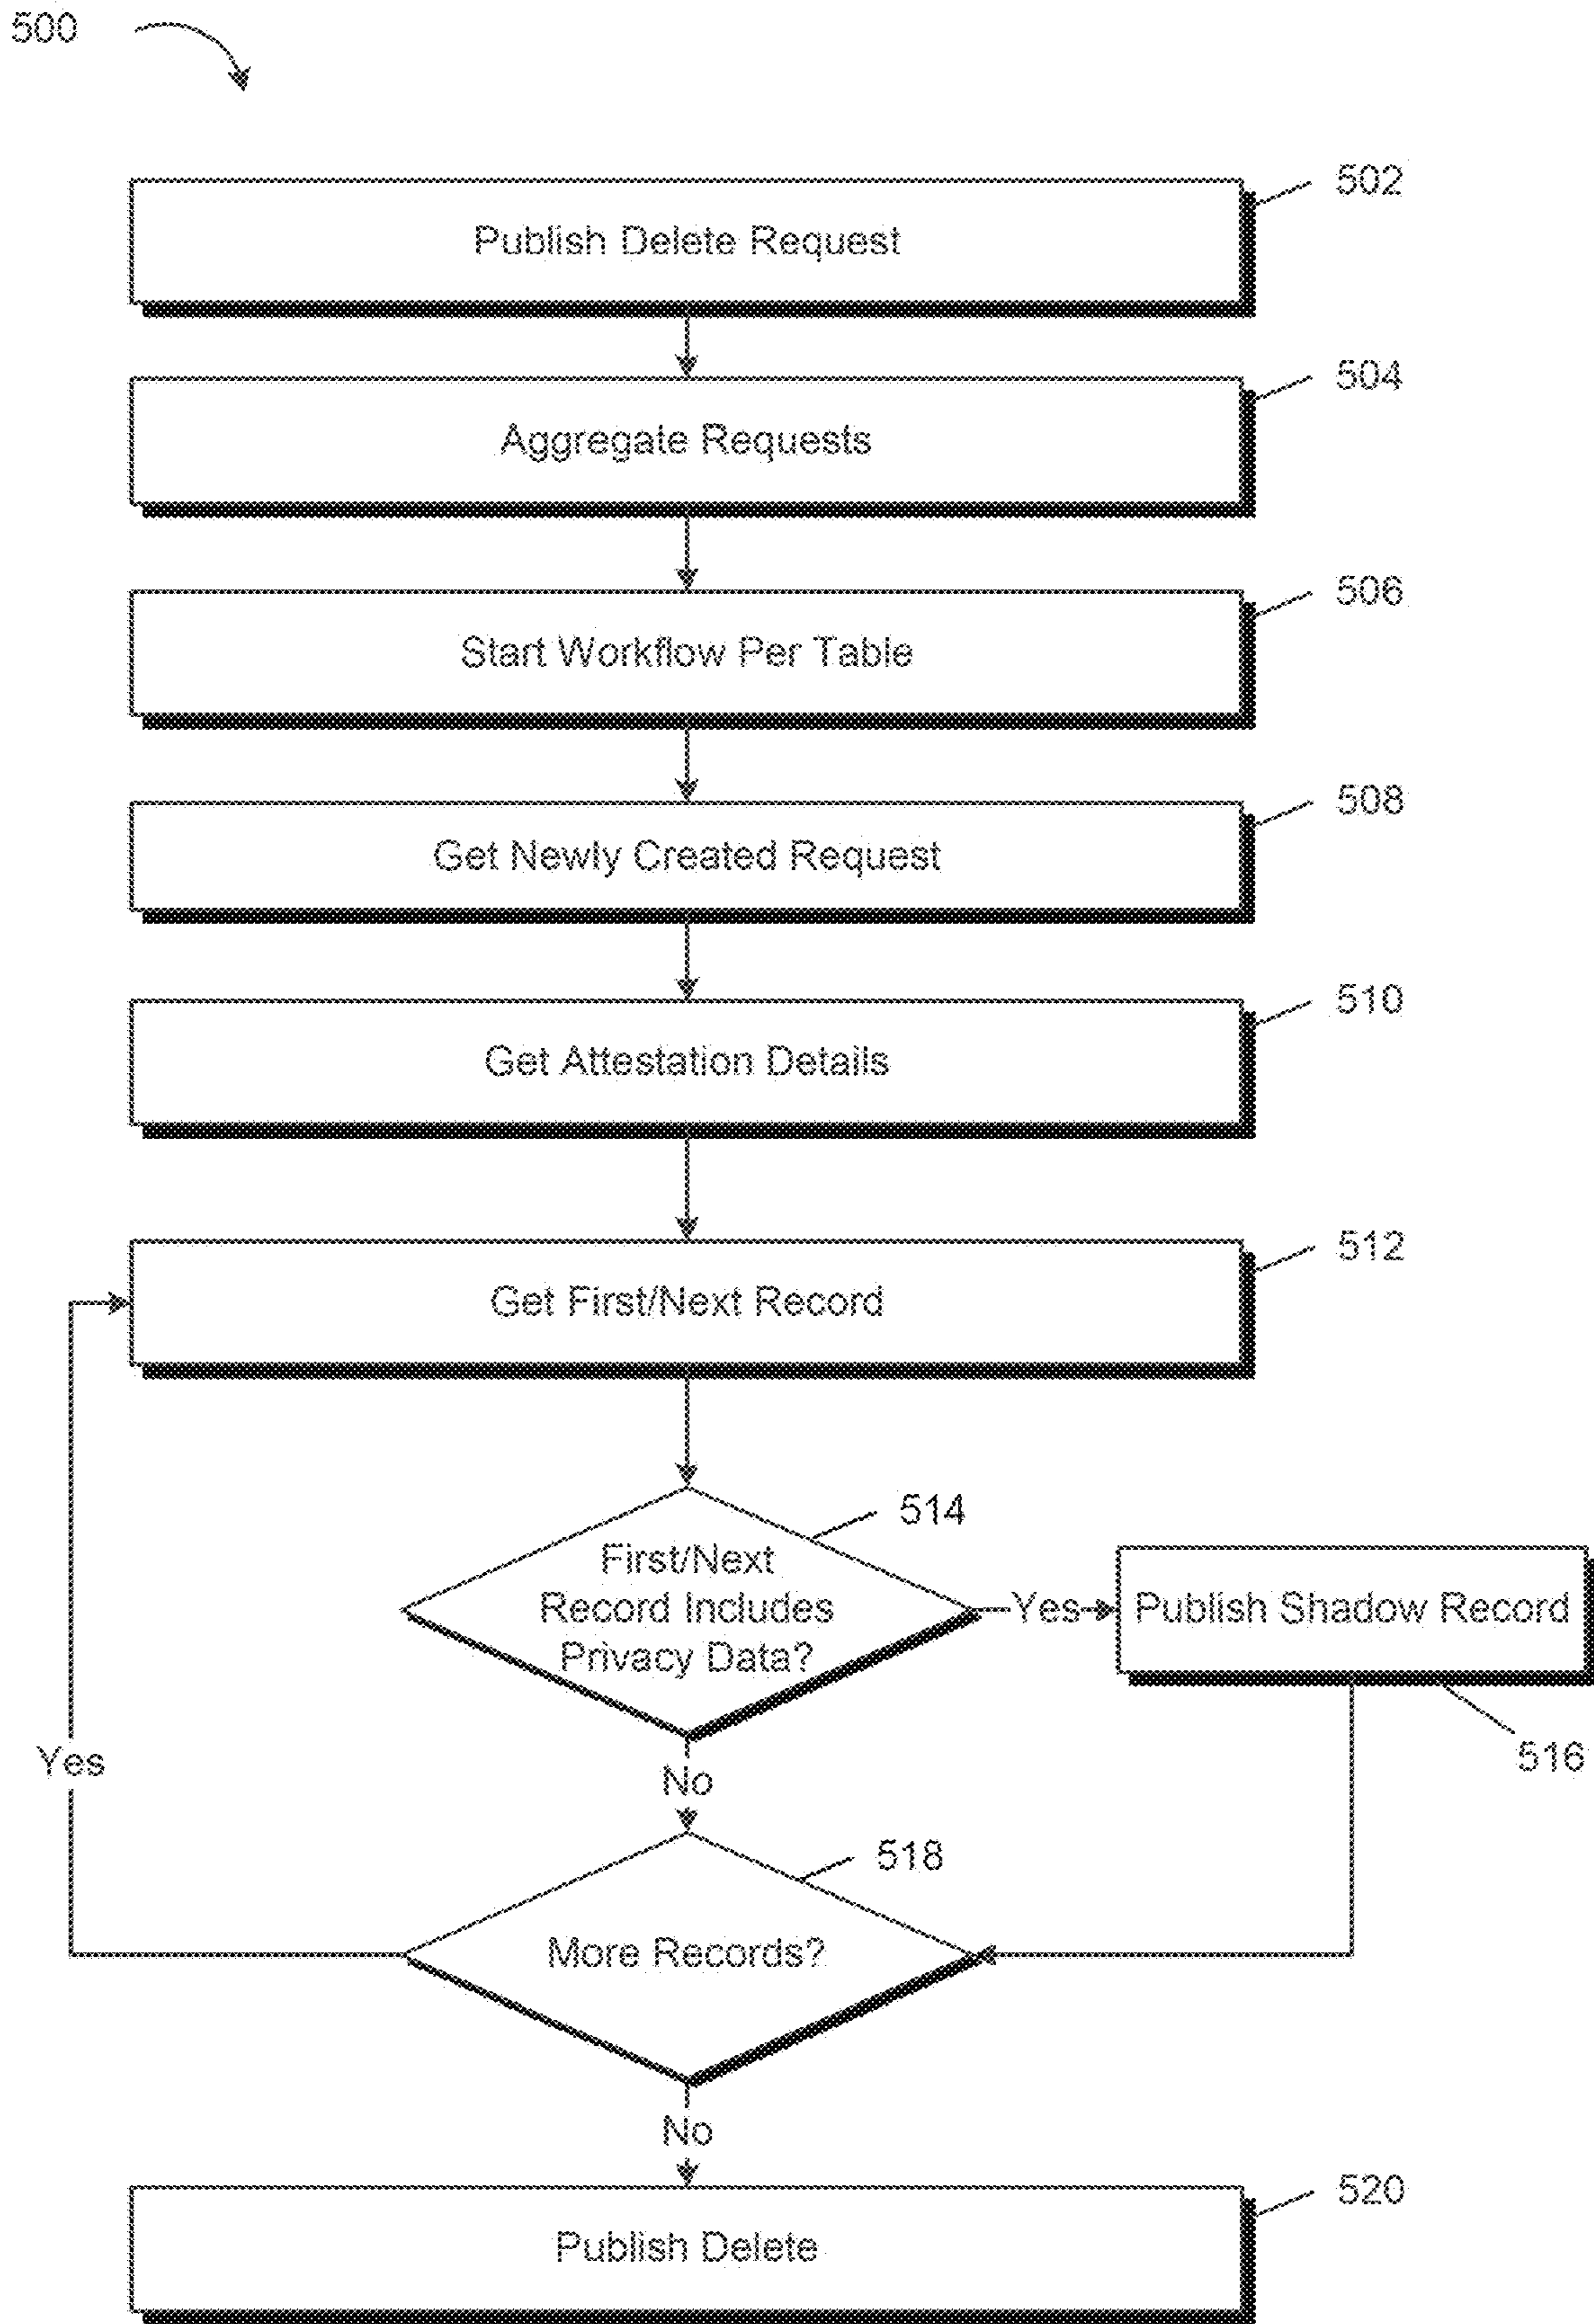 500
502
Publish Delete Request
504
Aggregate Requests
506
Start Workflow Per Table
508
Get Newly Created Request
510
Get Attestation Details
512
Get First/Next Record
514
First/Next
Record Includes
Privacy Data?
Yes
Publish Shadow Record
516
No
Yes
518
More Records?
No
520
Publish Delete